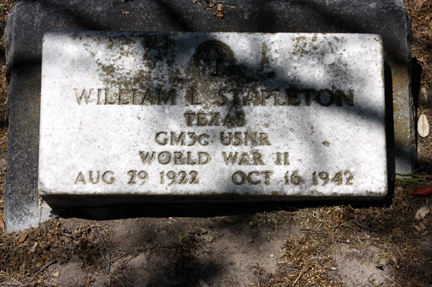 WILLIAM L STAPLETON
TEXAS
GM3C USNR
WORLD WAR II
AUG 29 1922 OCT 16 1942